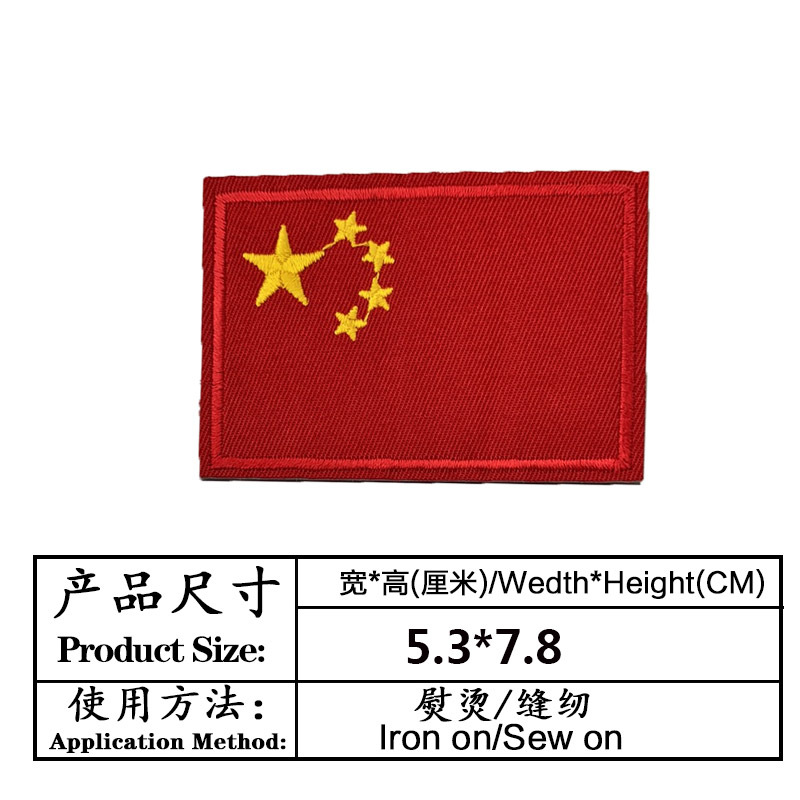 产品尺寸
Product Size:
宽*高(厘米)/Wedth*Height(CM)
5.3*7.8
使用方法：
Application Method:
熨烫/缝纫
Iron on/Sew on